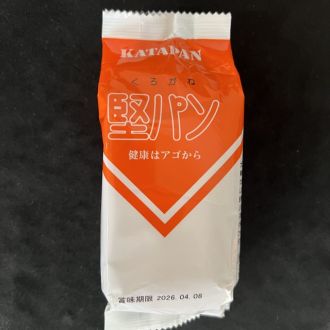 KATAPAN
くろがね
堅パン
健康はアゴから
賞味期限 2026.04.08